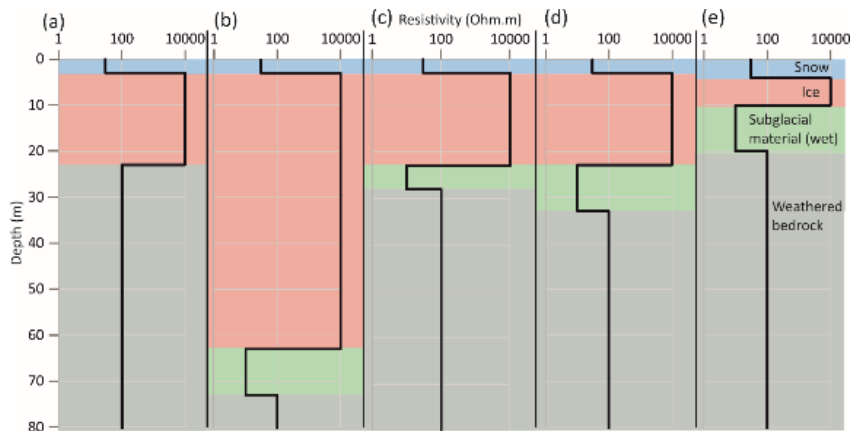 (a) (b) (c) Resistivity (Ohm.m) (d) (e)
1 100 10000 1 100 10000 1 100 10000 1 100 10000 1 100 10000
0
10
20
30
40
50
60
70
80
Depth (m)
Snow
Ice
Subglacial
material (wet)
Weathered
bedrock